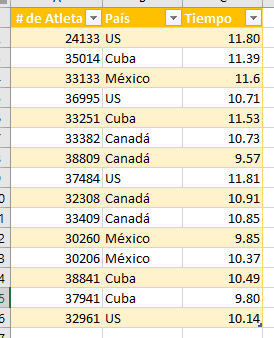 # de Atleta País Tiempo
24133 US 11.80
35014 Cuba 11.39
33133 México 11.6
36995 US 10.71
33251 Cuba 11.53
33382 Canadá 10.73
38809 Canadá 9.57
37484 US 11.81
32308 Canadá 10.91
33409 Canadá 10.85
30260 México 9.85
30206 México 10.37
38841 Cuba 10.49
37941 Cuba 9.80
32961 US 10.14